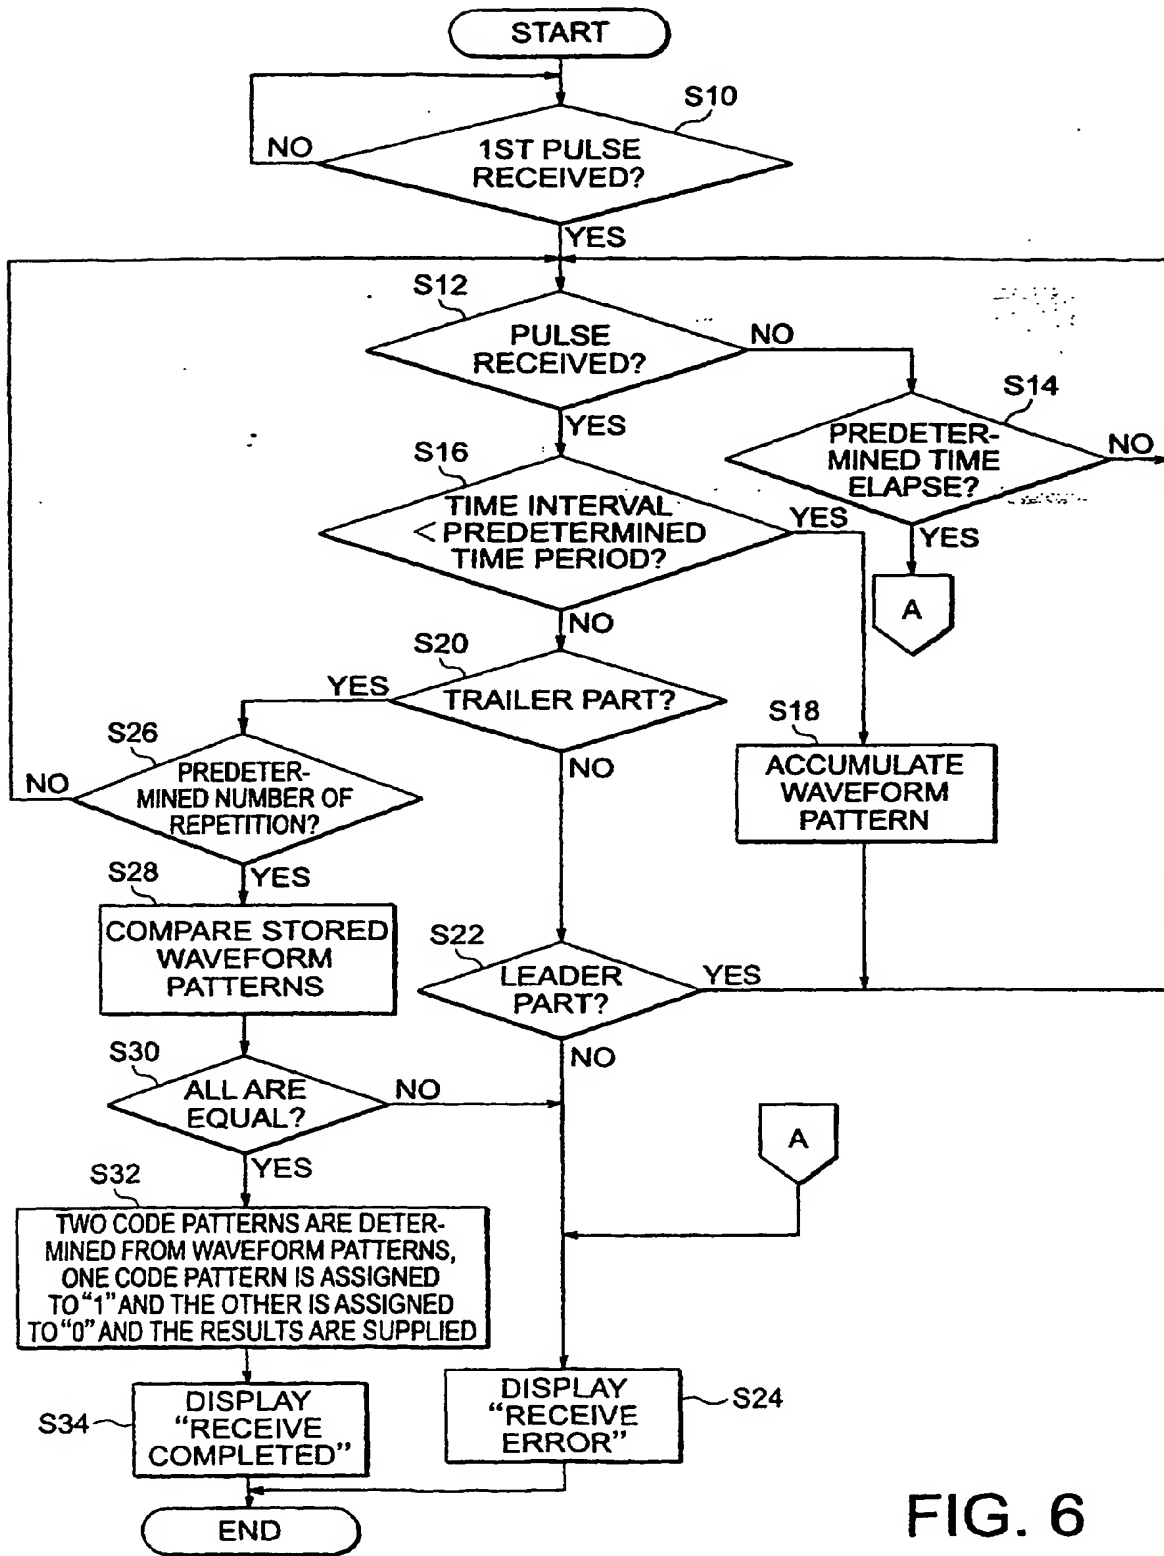 START
S10
NO
1ST PULSE
RECEIVED?
YES
S12
PULSE
RECEIVED?
NO
YES
S14
PREDETER-
MINED TIME
ELAPSE?
NO
YES
A
S16
TIME INTERVAL
< PREDETERMINED
TIME PERIOD?
YES
NO
S20
YES
TRAILER PART?
NO
S18
ACCUMULATE
WAVEFORM
PATTERN
S26
NO
PREDETER-
MINED NUMBER OF
REPETITION?
YES
S28
COMPARE STORED
WAVEFORM
PATTERNS
S22
LEADER
PART?
YES
NO
S30
ALL ARE
EQUAL?
NO
YES
A
S32
TWO CODE PATTERNS ARE DETER-
MINED FROM WAVEFORM PATTERNS,
ONE CODE PATTERN IS ASSIGNED
TO "1" AND THE OTHER IS ASSIGNED
TO "0" AND THE RESULTS ARE SUPPLIED
S34
DISPLAY
"RECEIVE
COMPLETED"
DISPLAY
"RECEIVE
ERROR"
S24
END
FIG. 6